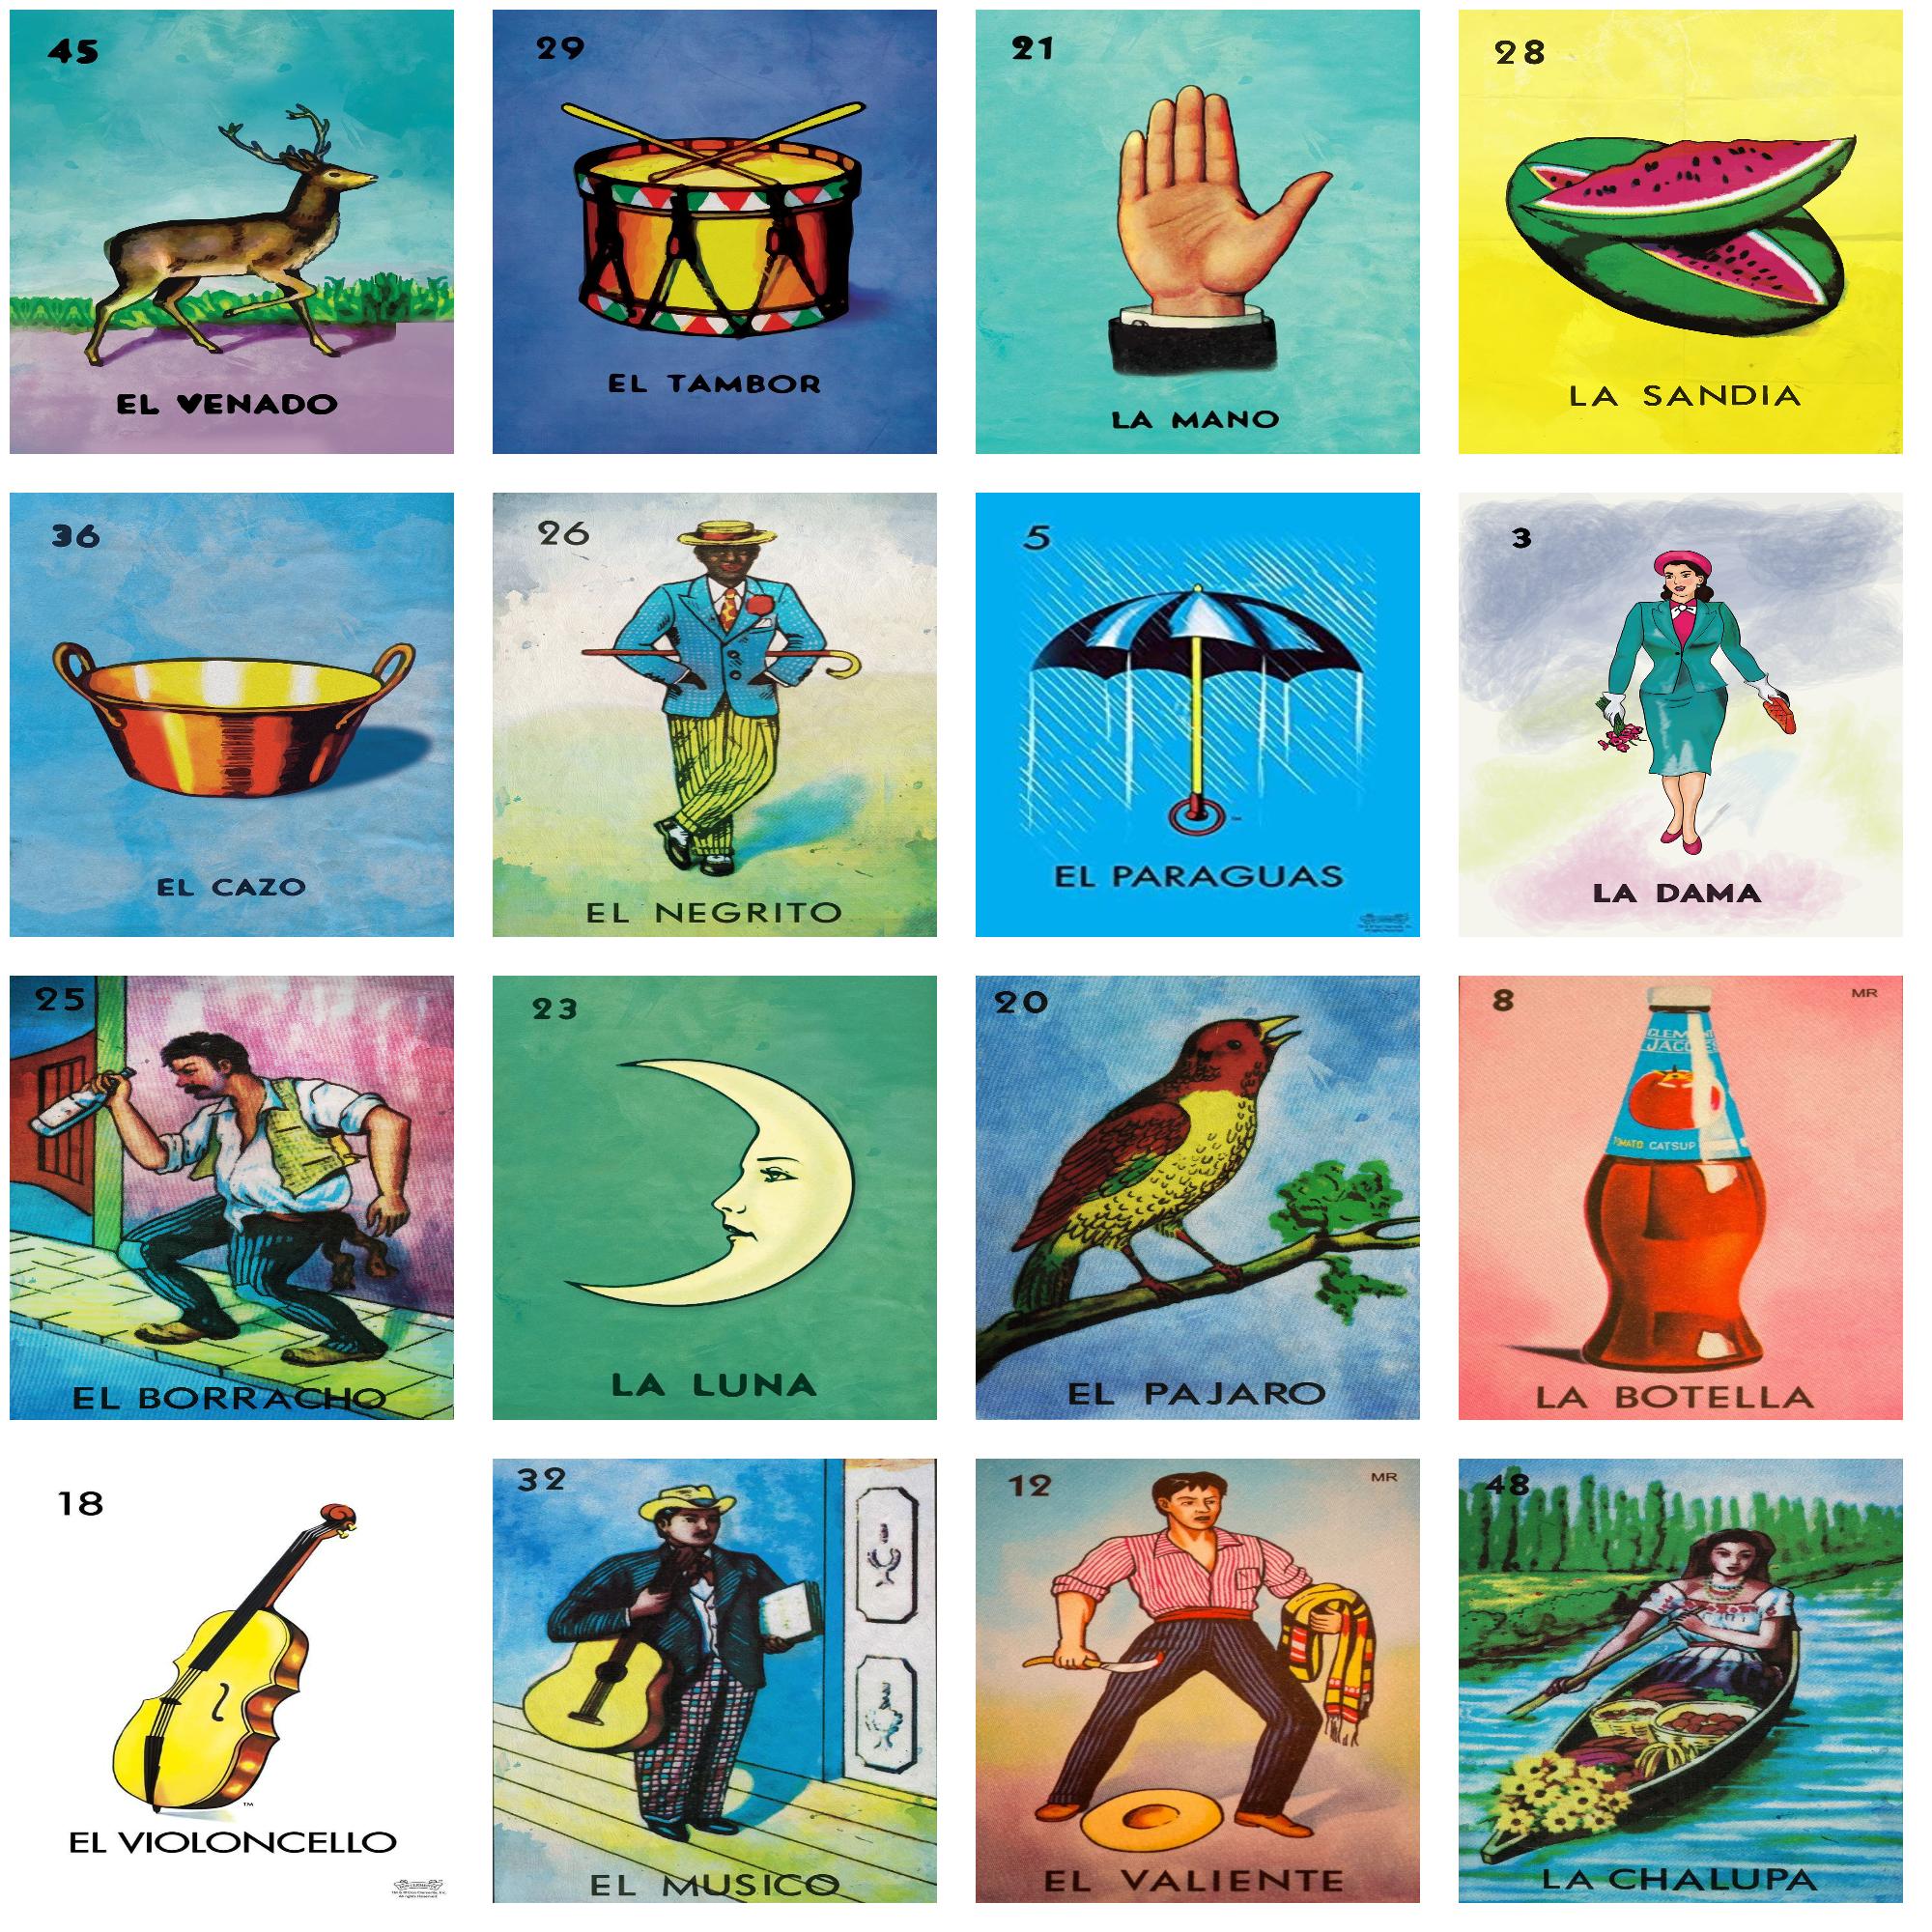 45
EL VENADO
29
EL TAMBOR
21
LA MANO
28
LA SANDIA
36
EL CAZO
26
EL NEGRITO
5
EL PARAGUAS
3
LA DAMA
25
EL BORRACHO
23
LA LUNA
20
EL PAJARO
8
MR
JACQUES
TOMATO CATSUP
LA BOTELLA
18
TM
EL VIOLONCELLO
32
EL MUSICO
12
MR
EL VALIENTE
48
LA CHALUPA